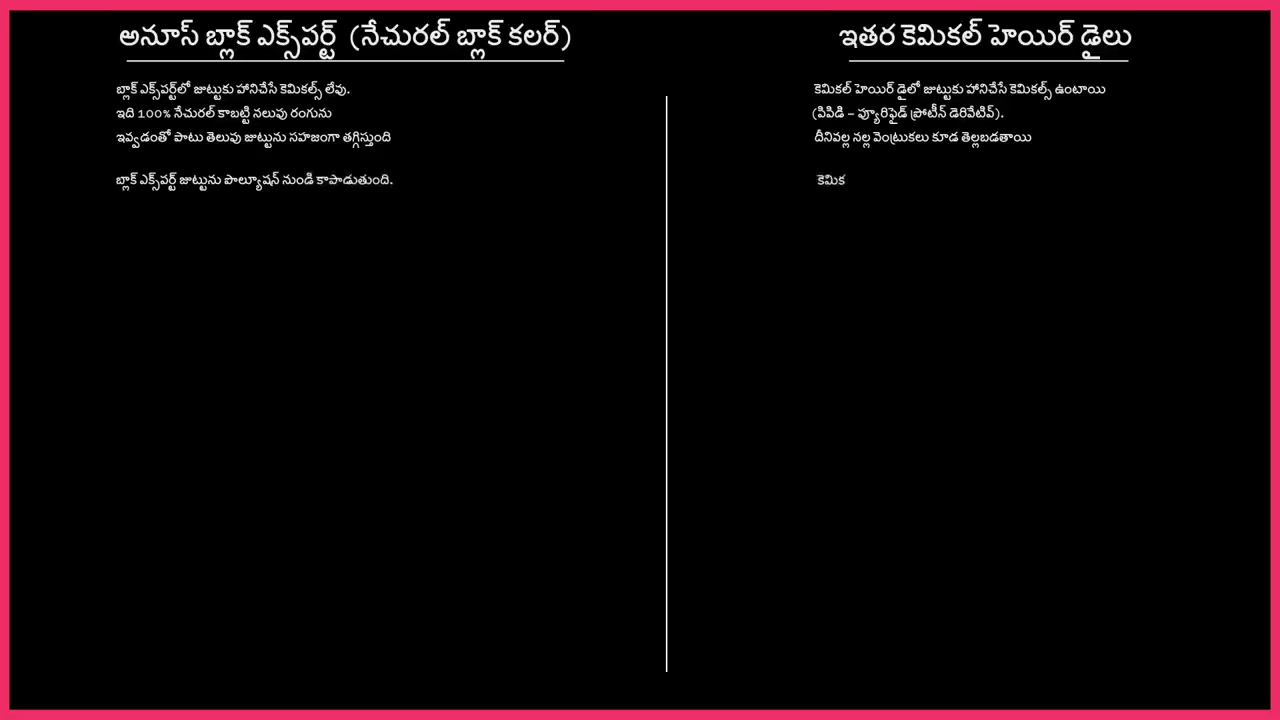 అనూస్ బ్లాక్ ఎక్స్‌పర్ట్ (నేచురల్ బ్లాక్ కలర్)
బ్లాక్ ఎక్స్‌పర్ట్‌లో జుట్టుకు హానిచేసే కెమికల్స్ లేవు.
ఇది 100% నేచురల్ కాబట్టి నలుపు రంగును
ఇవ్వడంతో పాటు తెలుపు జుట్టును సహజంగా తగ్గిస్తుంది
బ్లాక్ ఎక్స్‌పర్ట్ జుట్టును పొల్యూషన్ నుండి కాపాడుతుంది.
ఇతర కెమికల్ హెయిర్ డైలు
కెమికల్ హెయిర్ డైలో జుట్టుకు హానిచేసే కెమికల్స్ ఉంటాయి
(పిపిడి – ప్యూరిఫైడ్ ప్రోటీన్ డెరివేటివ్).
దీనివల్ల నల్ల వెంట్రుకలు కూడ తెల్లబడతాయి
కెమిక